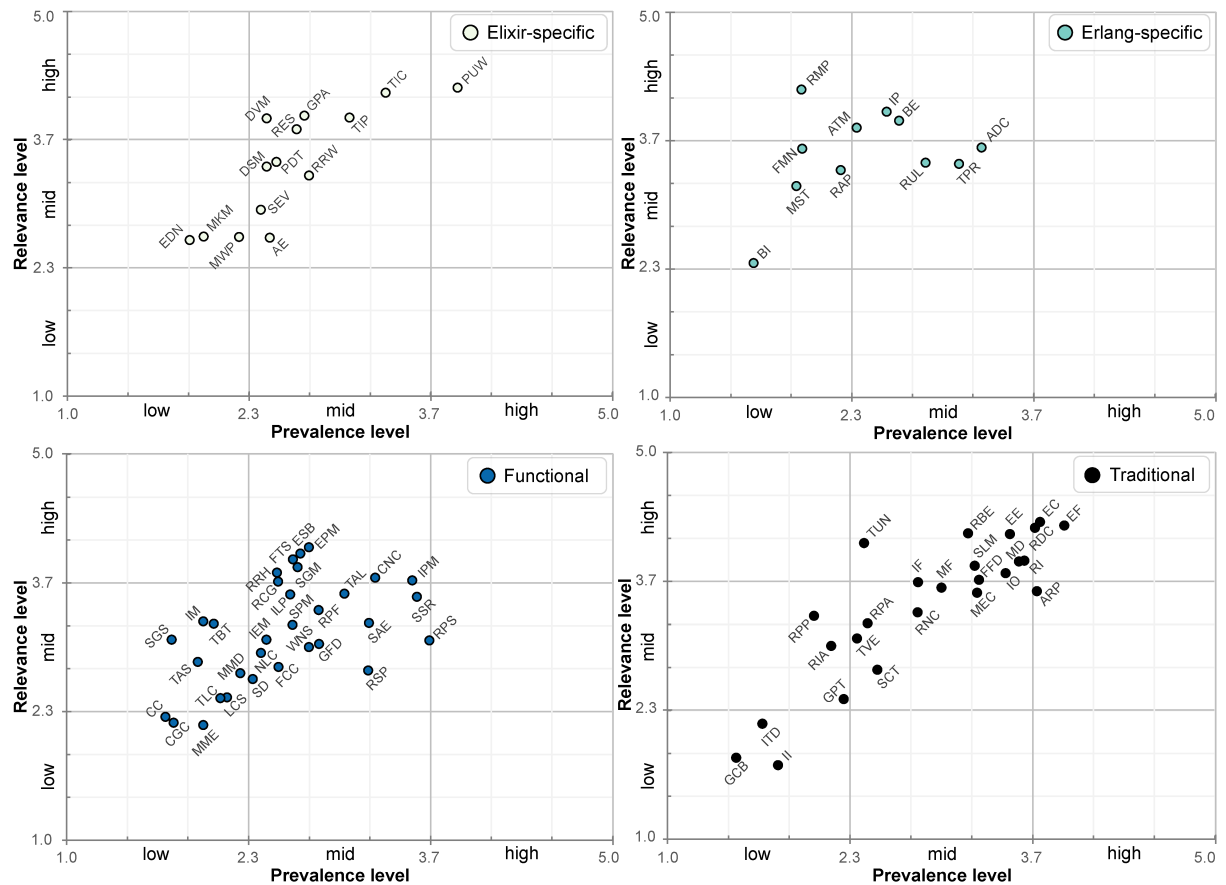 5.0
Elixir-specific
high
PUW
TIC
GPA
DVM
RES
TIP
3.7
Relevance level
mid
DSM
PDT
RRW
SEV
MKM
EDN
MWP
AE
2.3
low
1.0
1.0
low
2.3
mid
3.7
high
5.0
Prevalence level
5.0
Erlang-specific
high
RMP
IP
BE
ATM
ADC
3.7
Relevance level
mid
FMN
RAP
RUL
TPR
MST
BI
2.3
low
1.0
1.0
low
2.3
mid
3.7
high
5.0
Prevalence level
5.0
Functional
high
EPM
ESB
FTS
SGM
RRH
RCG
CNC
IPM
3.7
Relevance level
mid
TAL
ILP
SSR
RPF
SPM
IM
TBT
SAE
SGS
IEM
RPS
WNS
GFD
NLC
TAS
FCC
RSP
MMD
SD
TLC
LCS
2.3
CC
CGC
MME
low
1.0
1.0
low
2.3
mid
3.7
high
5.0
Prevalence level
5.0
Traditional
high
EC
EF
RDC
EE
RBE
TUN
SLM
MD
RI
IO
FFD
IF
MF
3.7
Relevance level
mid
MEC
ARP
RNC
RPP
RPA
TVE
RIA
SCT
GPT
2.3
ITD
GCB
II
low
1.0
1.0
low
2.3
mid
3.7
high
5.0
Prevalence level